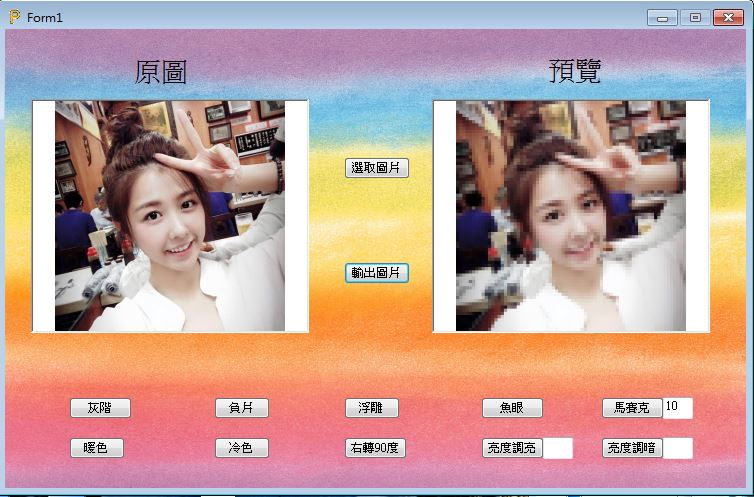 Form1
原圖
預覽
選取圖片
輸出圖片
灰階
負片
浮雕
魚眼
馬賽克 10
暖色
冷色
右轉90度
亮度調亮
亮度調暗